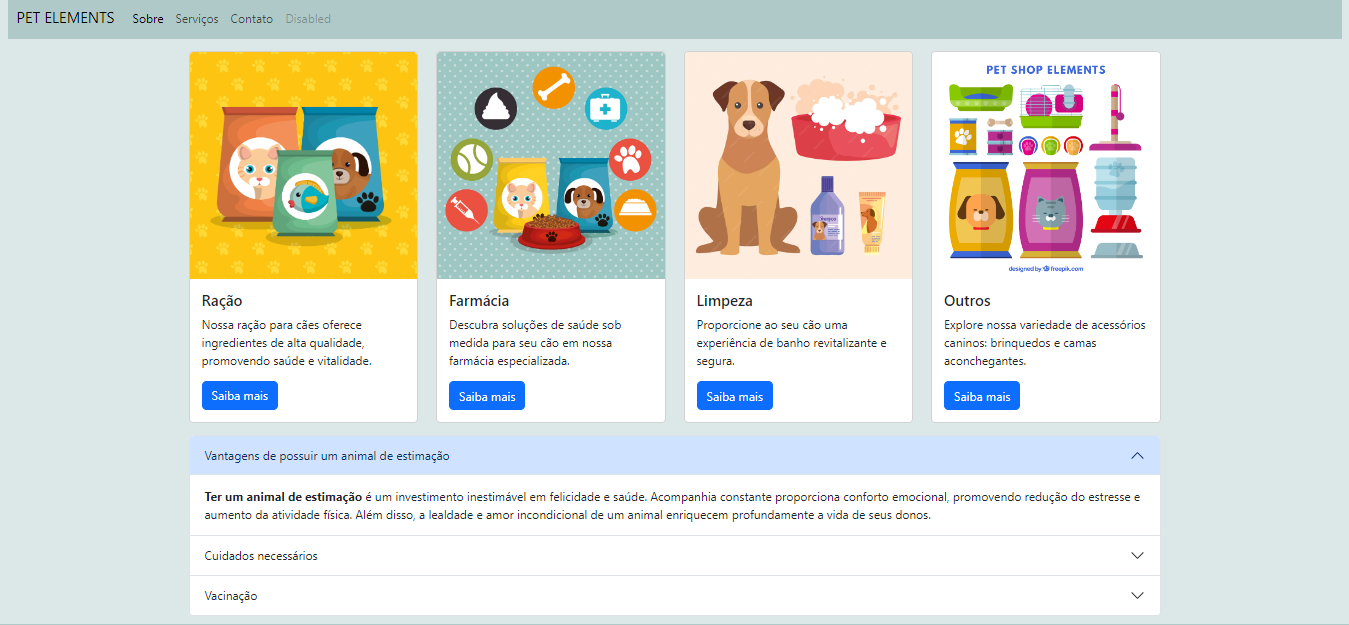 PET ELEMENTS Sobre Serviços Contato Disabled
PET SHOP ELEMENTS
designed by freepik.com
Ração
Nossa ração para cães oferece
ingredientes de alta qualidade,
promovendo saúde e vitalidade.
Saiba mais
Farmácia
Descubra soluções de saúde sob
medida para seu cão em nossa
farmácia especializada.
Saiba mais
Limpeza
Proporcione ao seu cão uma
experiência de banho revitalizante e
segura.
Saiba mais
Outros
Explore nossa variedade de acessórios
caninos: brinquedos e camas
aconchegantes.
Saiba mais
Vantagens de possuir um animal de estimação
Ter um animal de estimação é um investimento inestimável em felicidade e saúde. Acompanhia constante proporciona conforto emocional, promovendo redução do estresse e
aumento da atividade física. Além disso, a lealdade e amor incondicional de um animal enriquecem profundamente a vida de seus donos.
Cuidados necessários
Vacinação